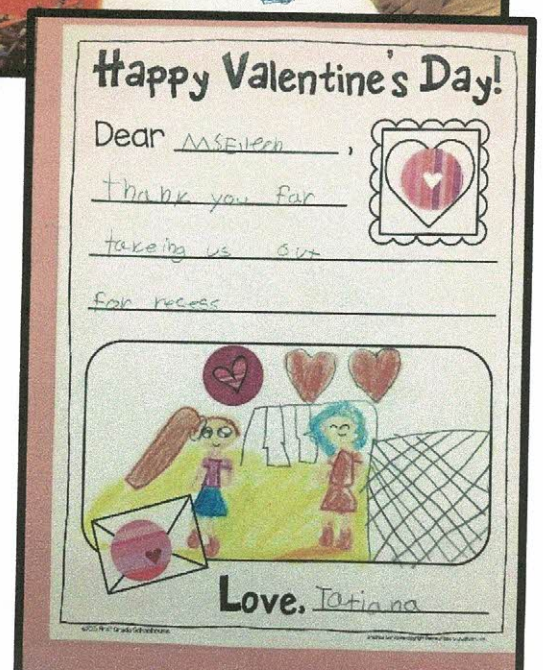 Happy Valentine's Day!
Dear MsEileen,
thank you far
takeing us out
for recess
Love, Tatiana